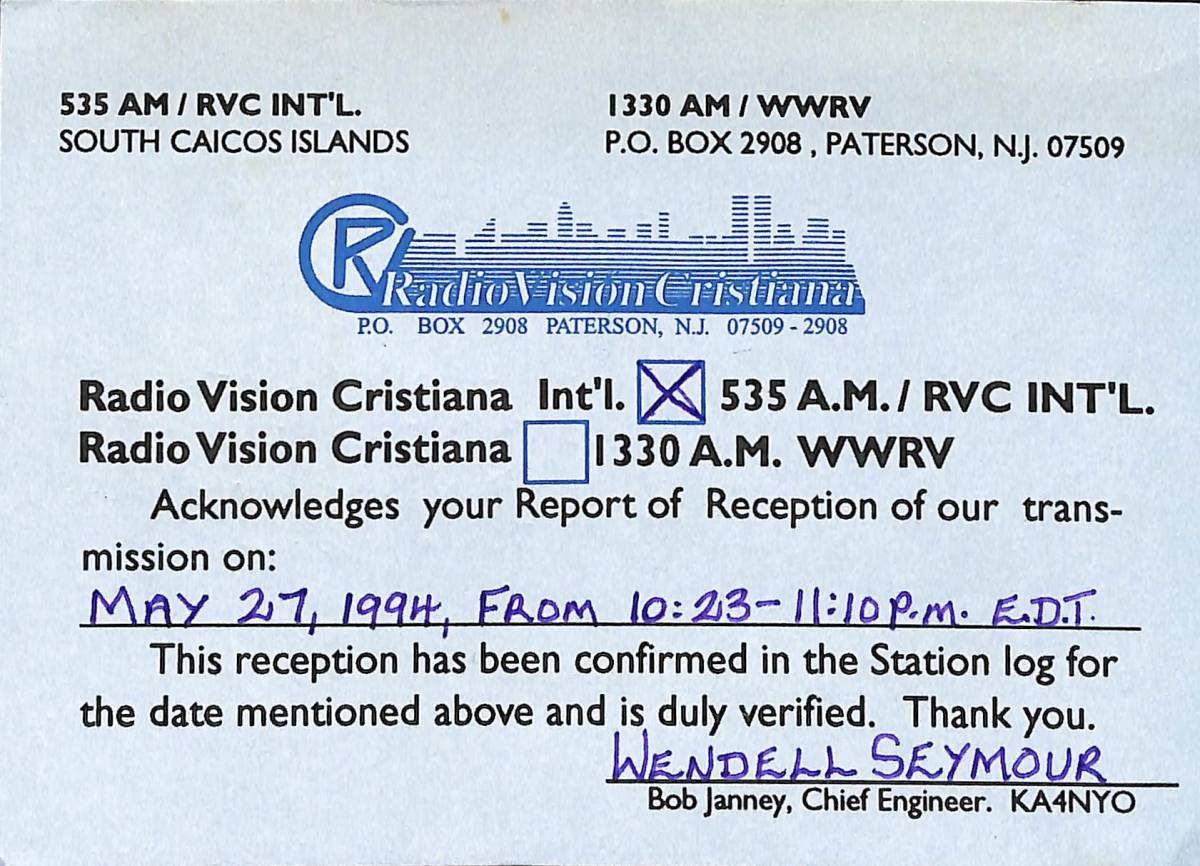 535 AM / RVC INT'L.
SOUTH CAICOS ISLANDS
1330 AM / WWRV
P.O. BOX 2908 , PATERSON, N.J. 07509
CR
Radio Visión Cristiana
P.O. BOX 2908 PATERSON, N.J. 07509 - 2908
Radio Vision Cristiana Int'l. X 535 A.M. / RVC INT'L.
Radio Vision Cristiana 1330 A.M. WWRV
Acknowledges your Report of Reception of our trans-
mission on:
MAY 27, 1994, FROM 10:23-11:10 P.M. E.D.T.
This reception has been confirmed in the Station log for
the date mentioned above and is duly verified. Thank you.
WENDELL SEYMOUR
Bob Janney, Chief Engineer. KA4NYO